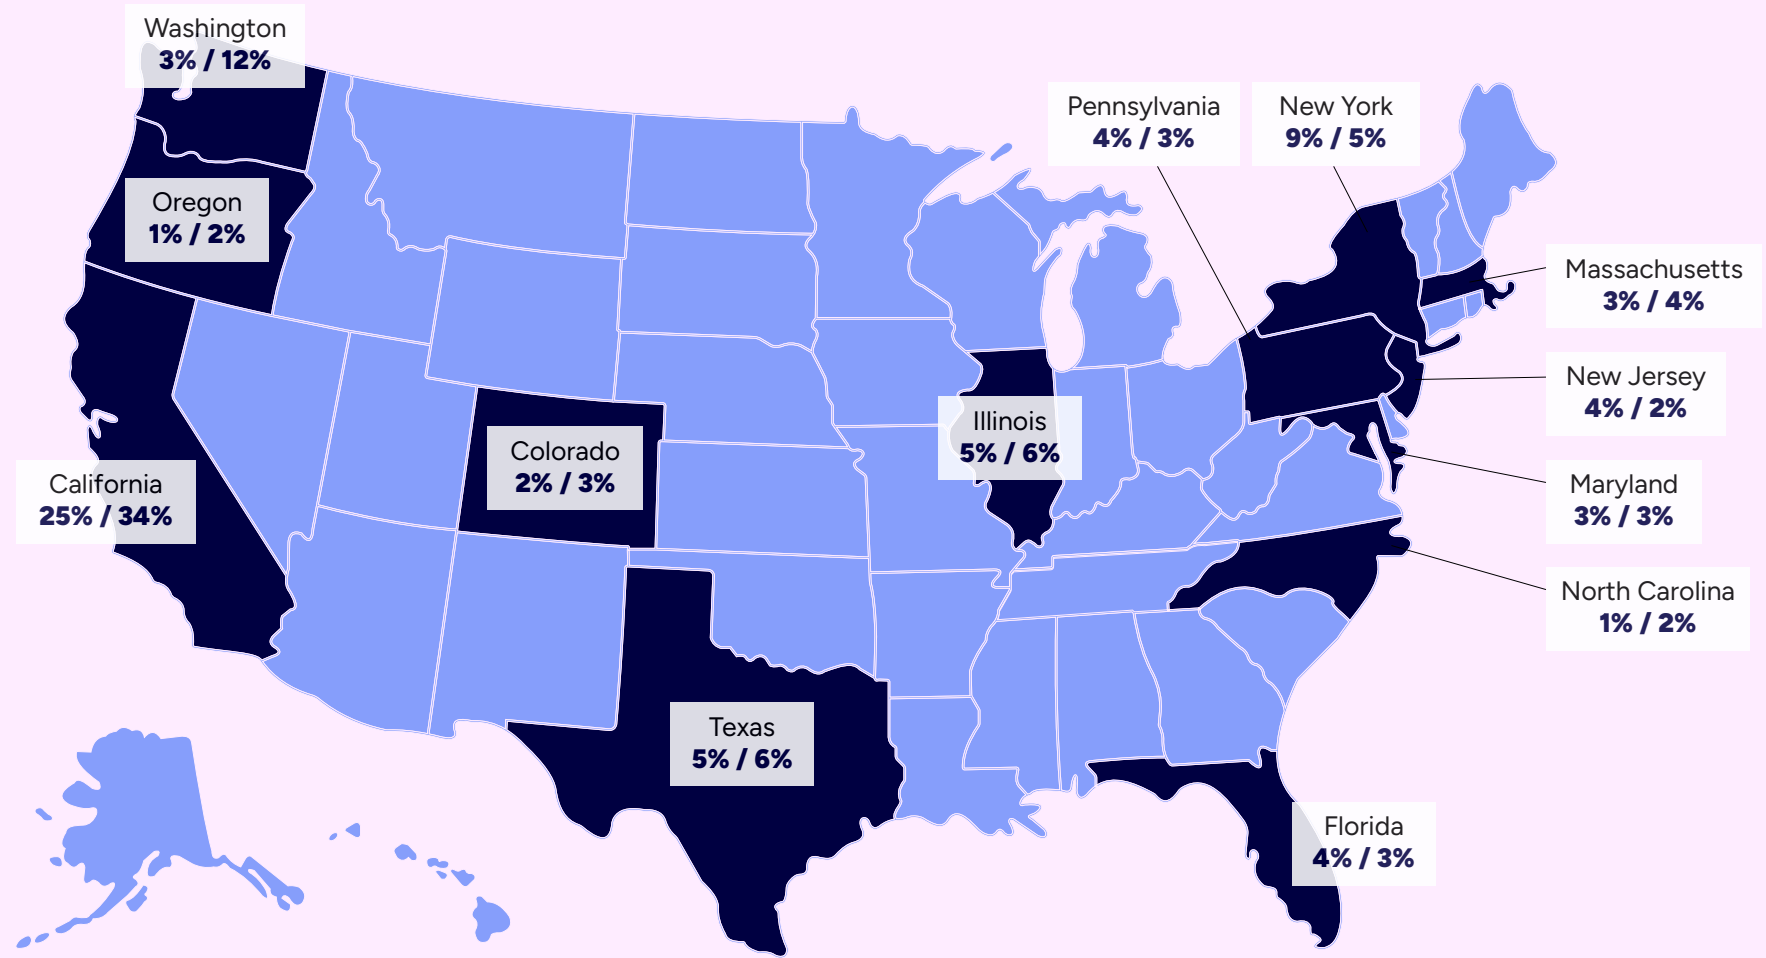 Washington
3% / 12%
Pennsylvania
4% / 3%
New York
9% / 5%
Oregon
1% / 2%
Massachusetts
3% / 4%
New Jersey
4% / 2%
Illinois
5% / 6%
Colorado
2% / 3%
California
25% / 34%
Maryland
3% / 3%
North Carolina
1% / 2%
Texas
5% / 6%
Florida
4% / 3%